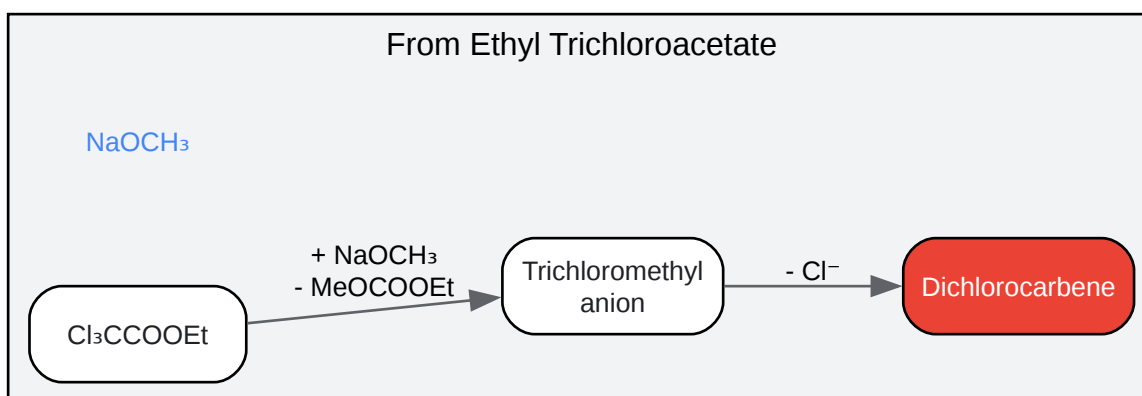 From Ethyl Trichloroacetate
NaOCH₃
+ NaOCH₃
- MeOCOOEt
Cl₃CCOOEt
Trichloromethyl
anion
- Cl⁻
Dichlorocarbene